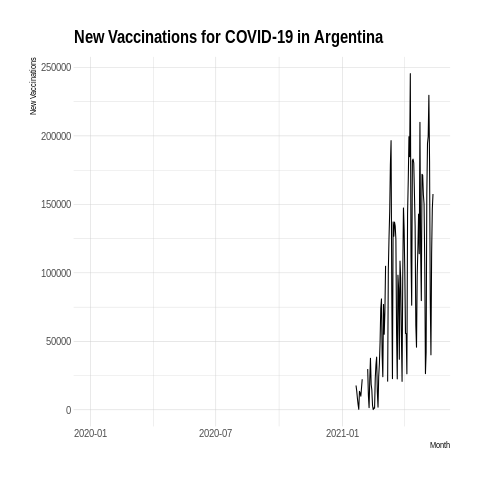 New Vaccinations for COVID-19 in Argentina
New Vaccinations
250000
200000
150000
100000
50000
0
2020-01 2020-07 2021-01
Month